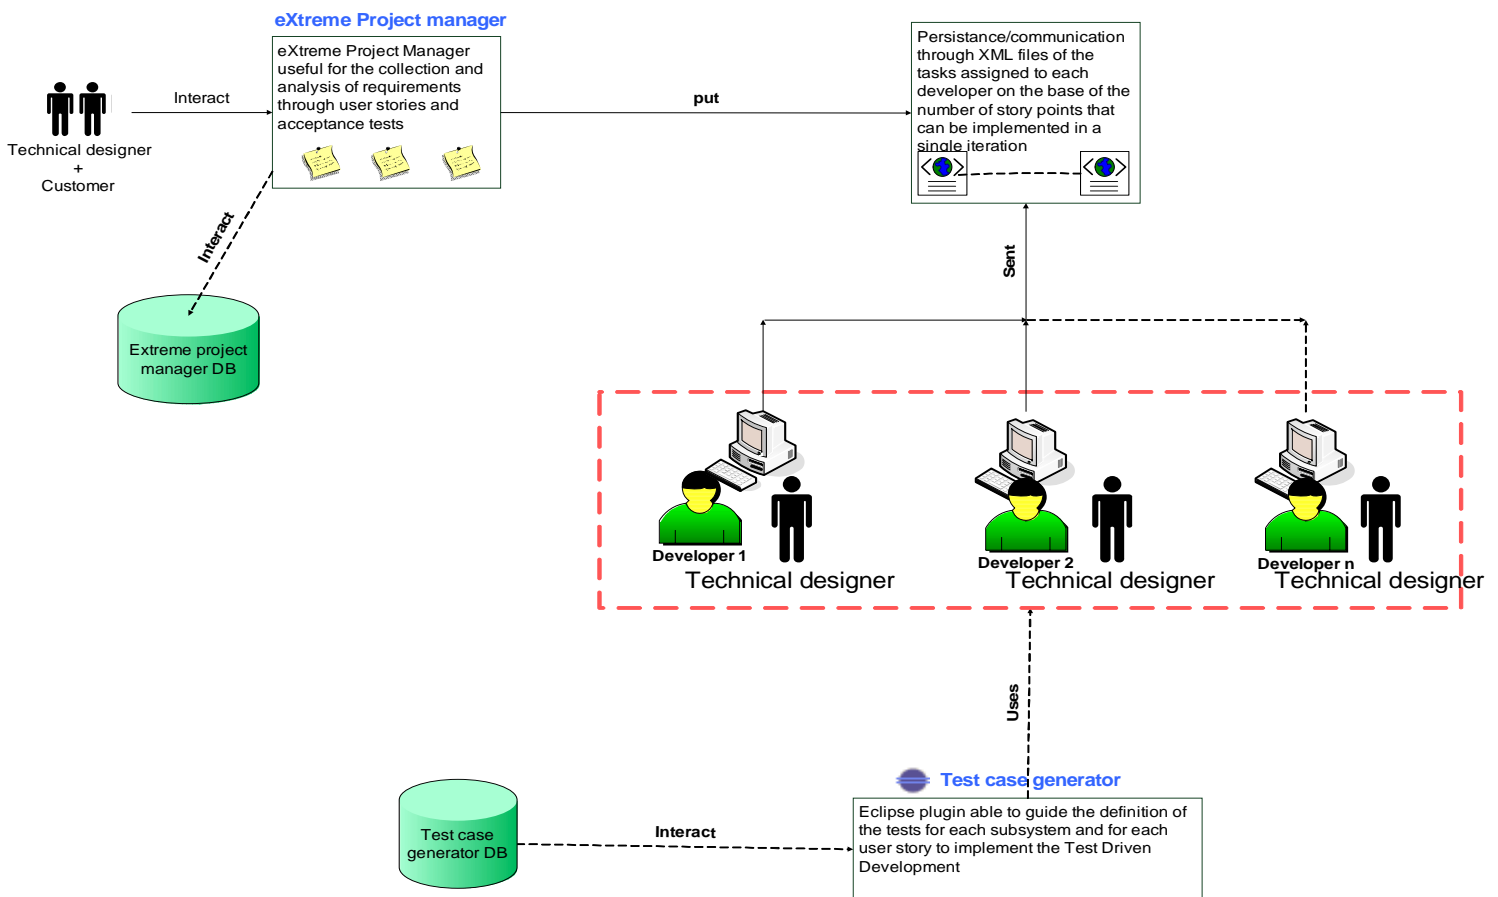 eXtreme Project manager
eXtreme Project Manager
useful for the collection and
analysis of requirements
through user stories and
acceptance tests
Persistance/communication
through XML files of the
tasks assigned to each
developer on the base of the
number of story points that
can be implemented in a
single iteration
Interact
put
Technical designer
+
Customer
Interact
Sent
Extreme project
manager DB
Developer 1
Technical designer
Developer 2
Technical designer
Developer n
Technical designer
Uses
Test case generator
Eclipse plugin able to guide the definition of
the tests for each subsystem and for each
user story to implement the Test Driven
Development
Interact
Test case
generator DB